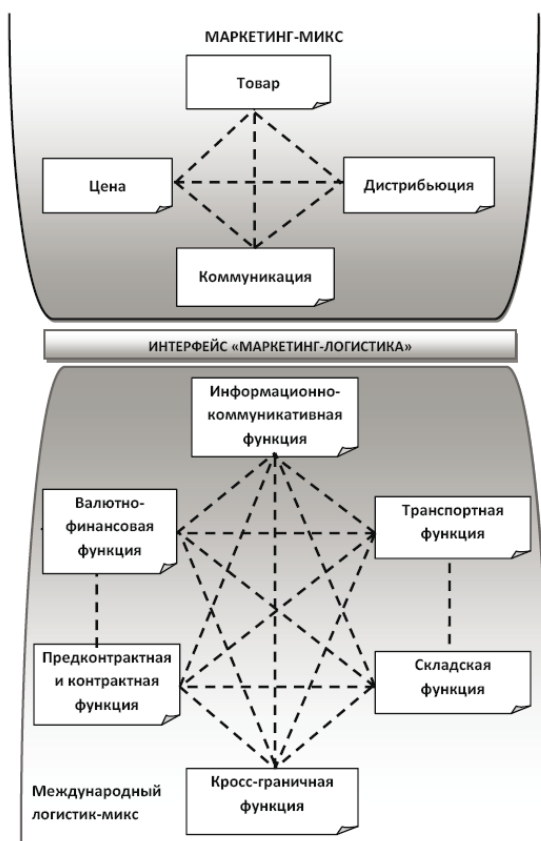 МАРКЕТИНГ-МИКС
Товар
Цена
Дистрибьюция
Коммуникация
ИНТЕРФЕЙС «МАРКЕТИНГ-ЛОГИСТИКА»
Информационно-
коммуникативная
функция
Валютно-
финансовая
функция
Транспортная
функция
Предконтрактная
и контрактная
функция
Складская
функция
Кросс-граничная
функция
Международный
логистик-микс